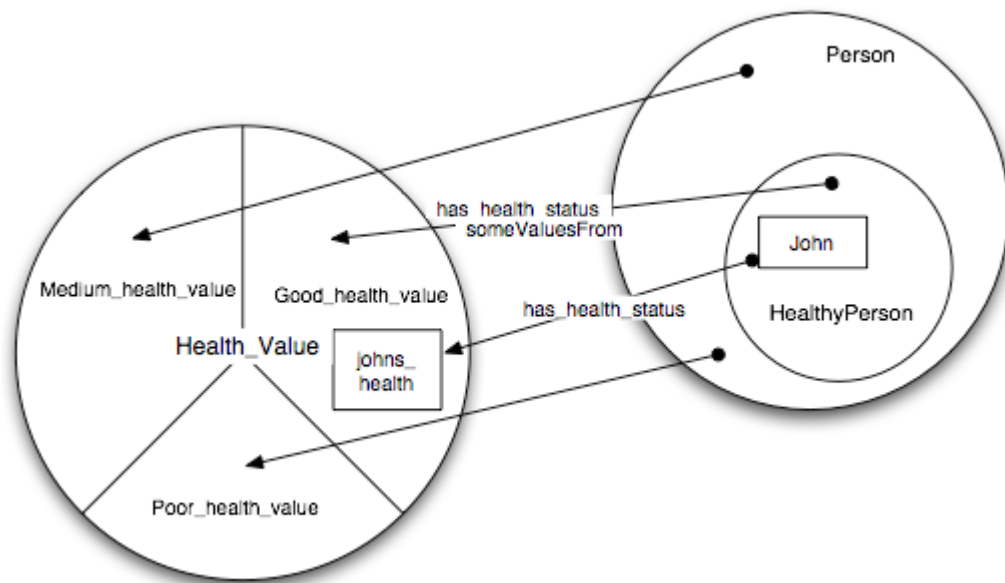 Person
has_health_status
someValuesFrom
John
Medium_health_value
Good_health_value
has_health_status
HealthyPerson
Health_Value
johns_
health
Poor_health_value